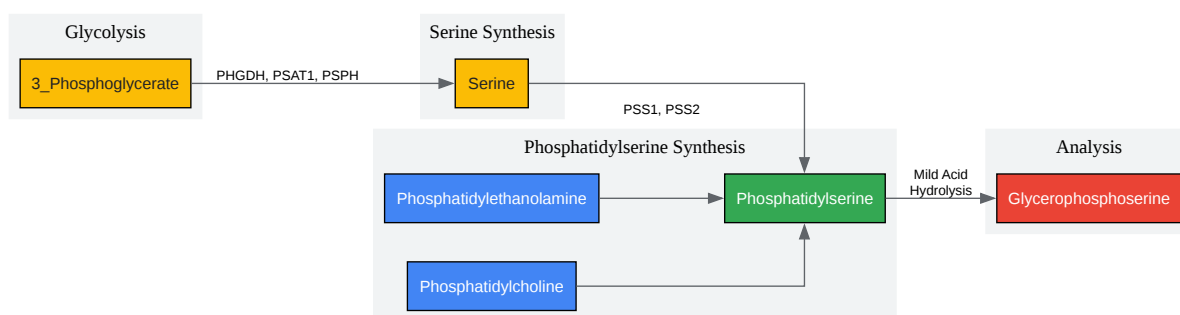 Glycolysis
Serine Synthesis
3_Phosphoglycerate
PHGDH, PSAT1, PSPH
Serine
PSS1, PSS2
Phosphatidylserine Synthesis
Analysis
Phosphatidylethanolamine
Phosphatidylserine
Mild Acid
Hydrolysis
Glycerophosphoserine
Phosphatidylcholine